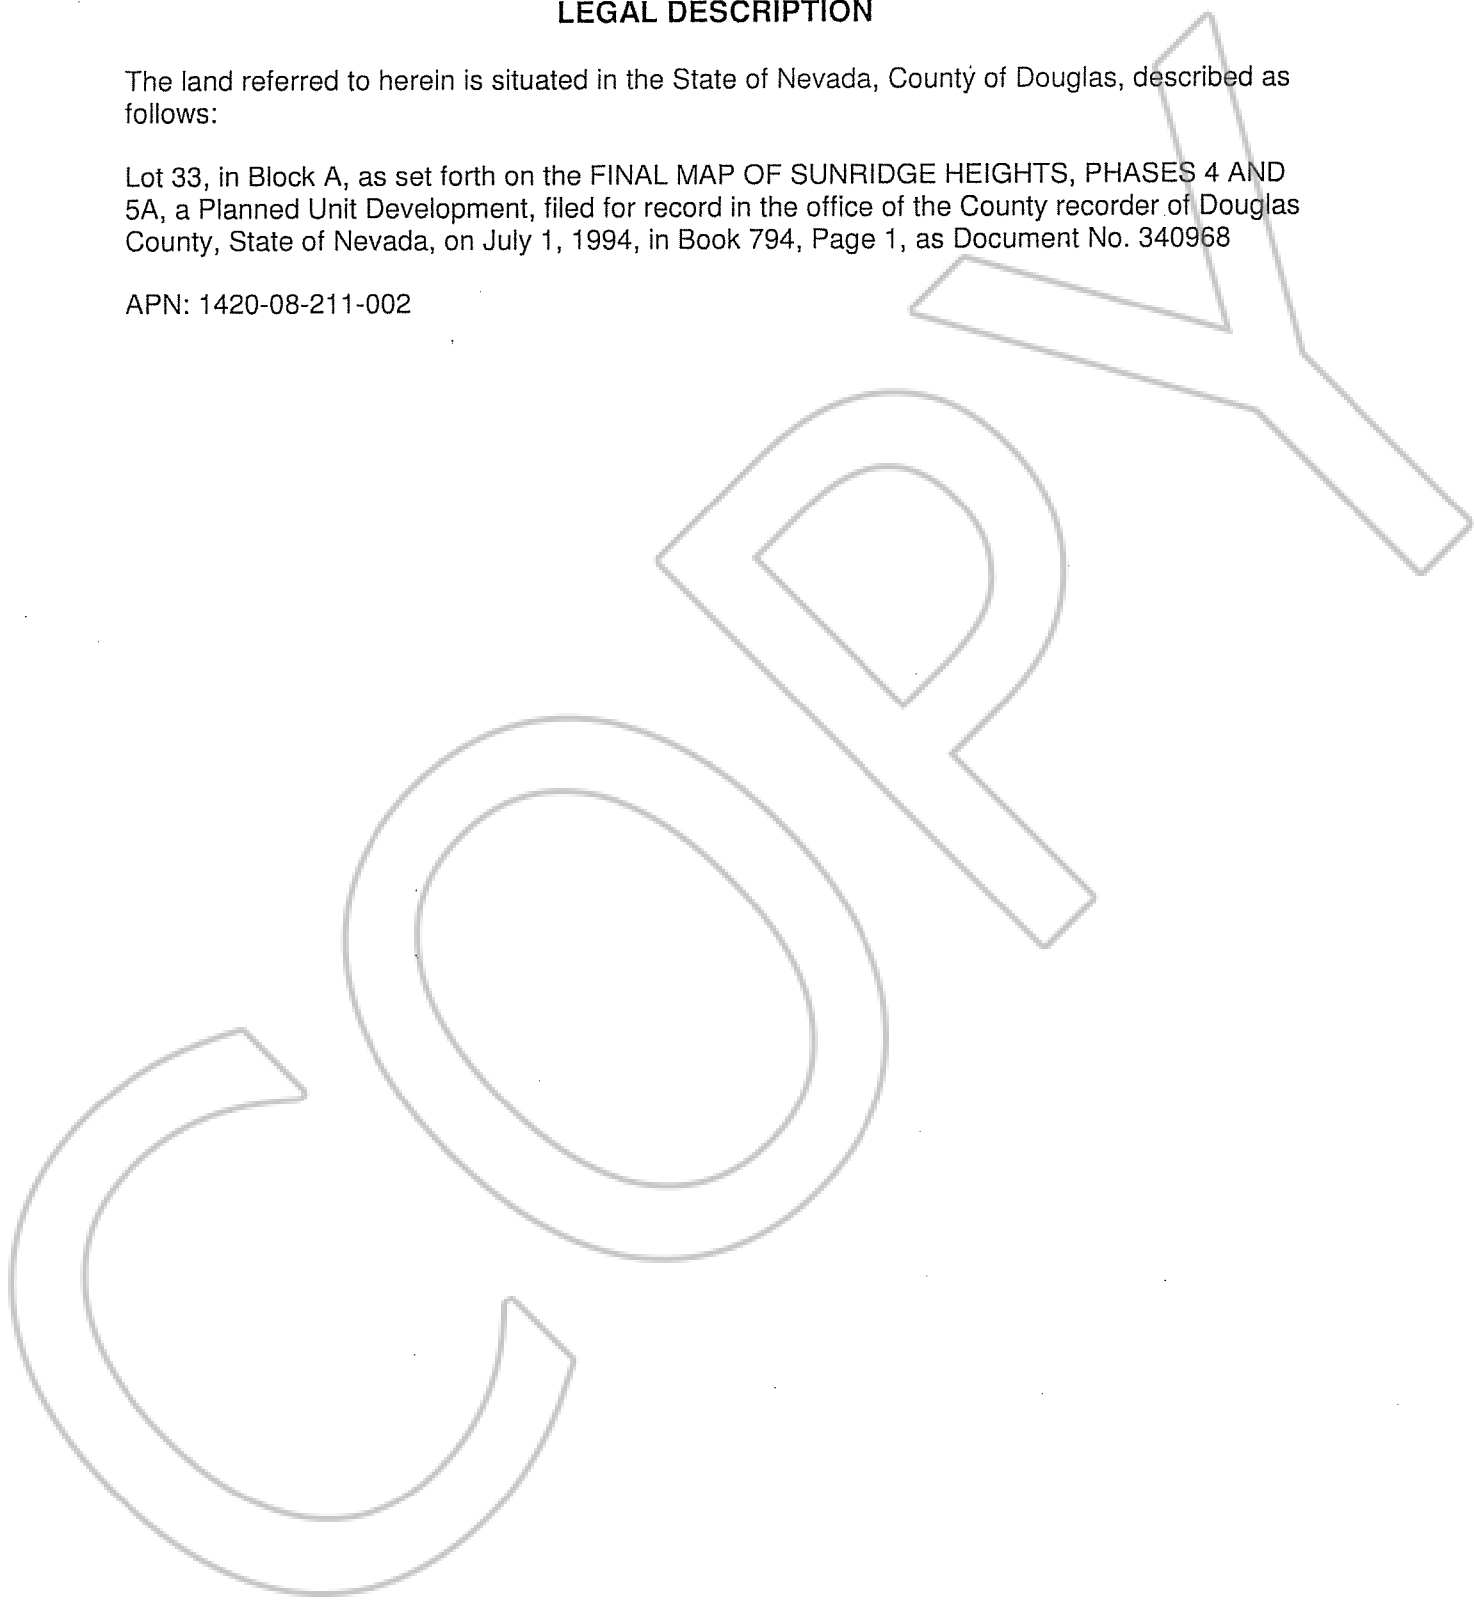 LEGAL DESCRIPTION
The land referred to herein is situated in the State of Nevada, County of Douglas, described as
follows:
Lot 33, in Block A, as set forth on the FINAL MAP OF SUNRIDGE HEIGHTS, PHASES 4 AND
5A, a Planned Unit Development, filed for record in the office of the County recorder of Douglas
County, State of Nevada, on July 1, 1994, in Book 794, Page 1, as Document No. 340968
APN: 1420-08-211-002
COPY